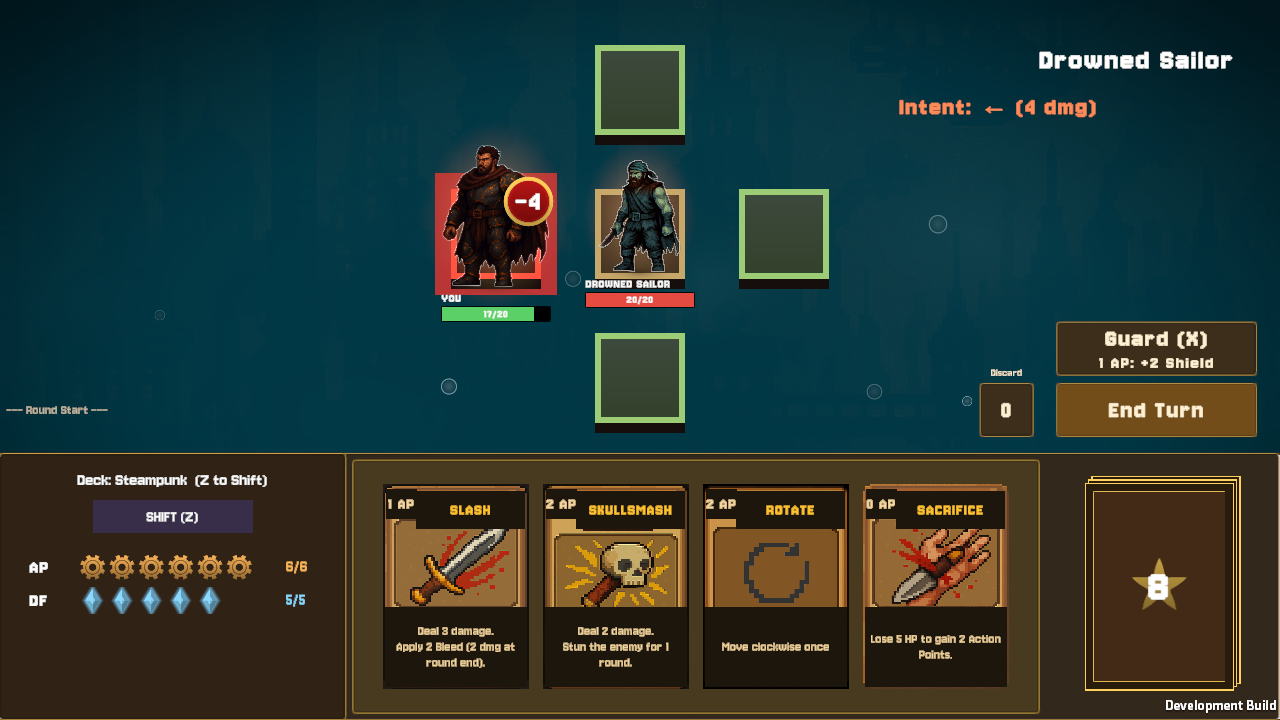 Drowned Sailor
Intent: ← (4 dmg)
-4
YOU
17/20
DROWNED SAILOR
20/20
--- Round Start ---
Discard
0
Guard (X)
1 AP: +2 Shield
End Turn
Deck: Steampunk (Z to Shift)
SHIFT (Z)
AP
6/6
DF
5/5
1 AP
SLASH
Deal 3 damage.
Apply 2 Bleed (2 dmg at
round end).
2 AP
SKULLSMASH
Deal 2 damage.
Stun the enemy for 1
round.
2 AP
ROTATE
Move clockwise once
0 AP
SACRIFICE
Lose 5 HP to gain 2 Action
Points.
8
Development Build